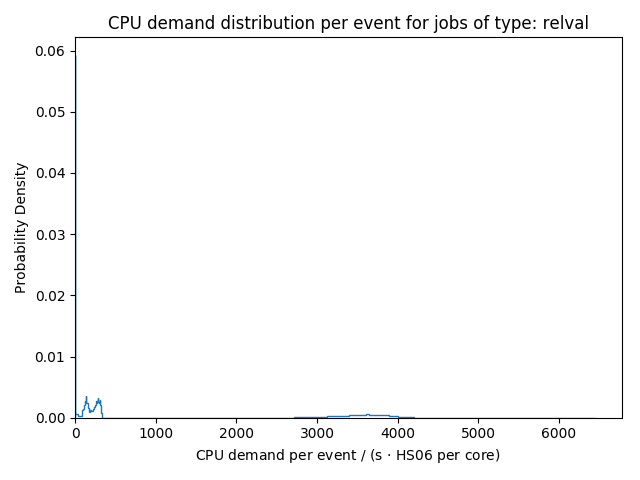 CPU demand distribution per event for jobs of type: relval
Probability Density
0.06
0.05
0.04
0.03
0.02
0.01
0.00
0 1000 2000 3000 4000 5000 6000
CPU demand per event / (s · HS06 per core)